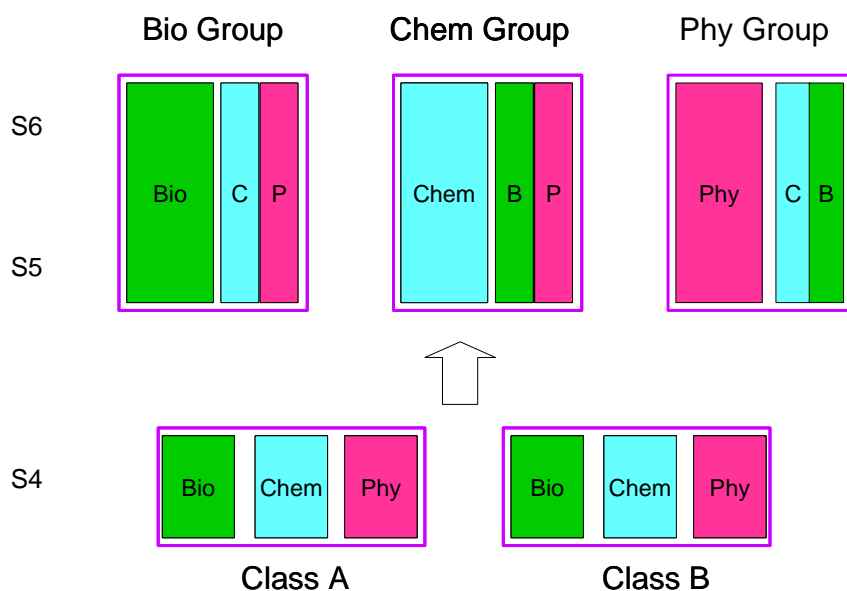 Bio Group Chem Group Phy Group
S6
Bio C P Chem B P Phy C B
S5
S4
Bio Chem Phy Bio Chem Phy
Class A Class B